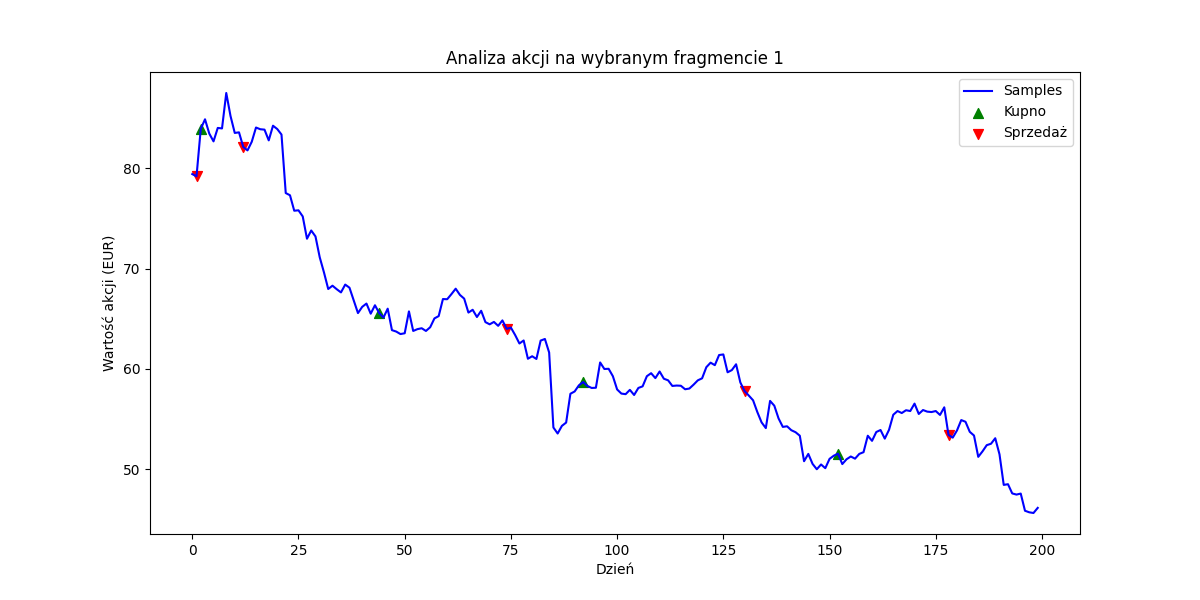 Analiza akcji na wybranym fragmencie 1
Samples
Kupno
Sprzedaż
Wartość akcji (EUR)
80
70
60
50
0 25 50 75 100 125 150 175 200
Dzień